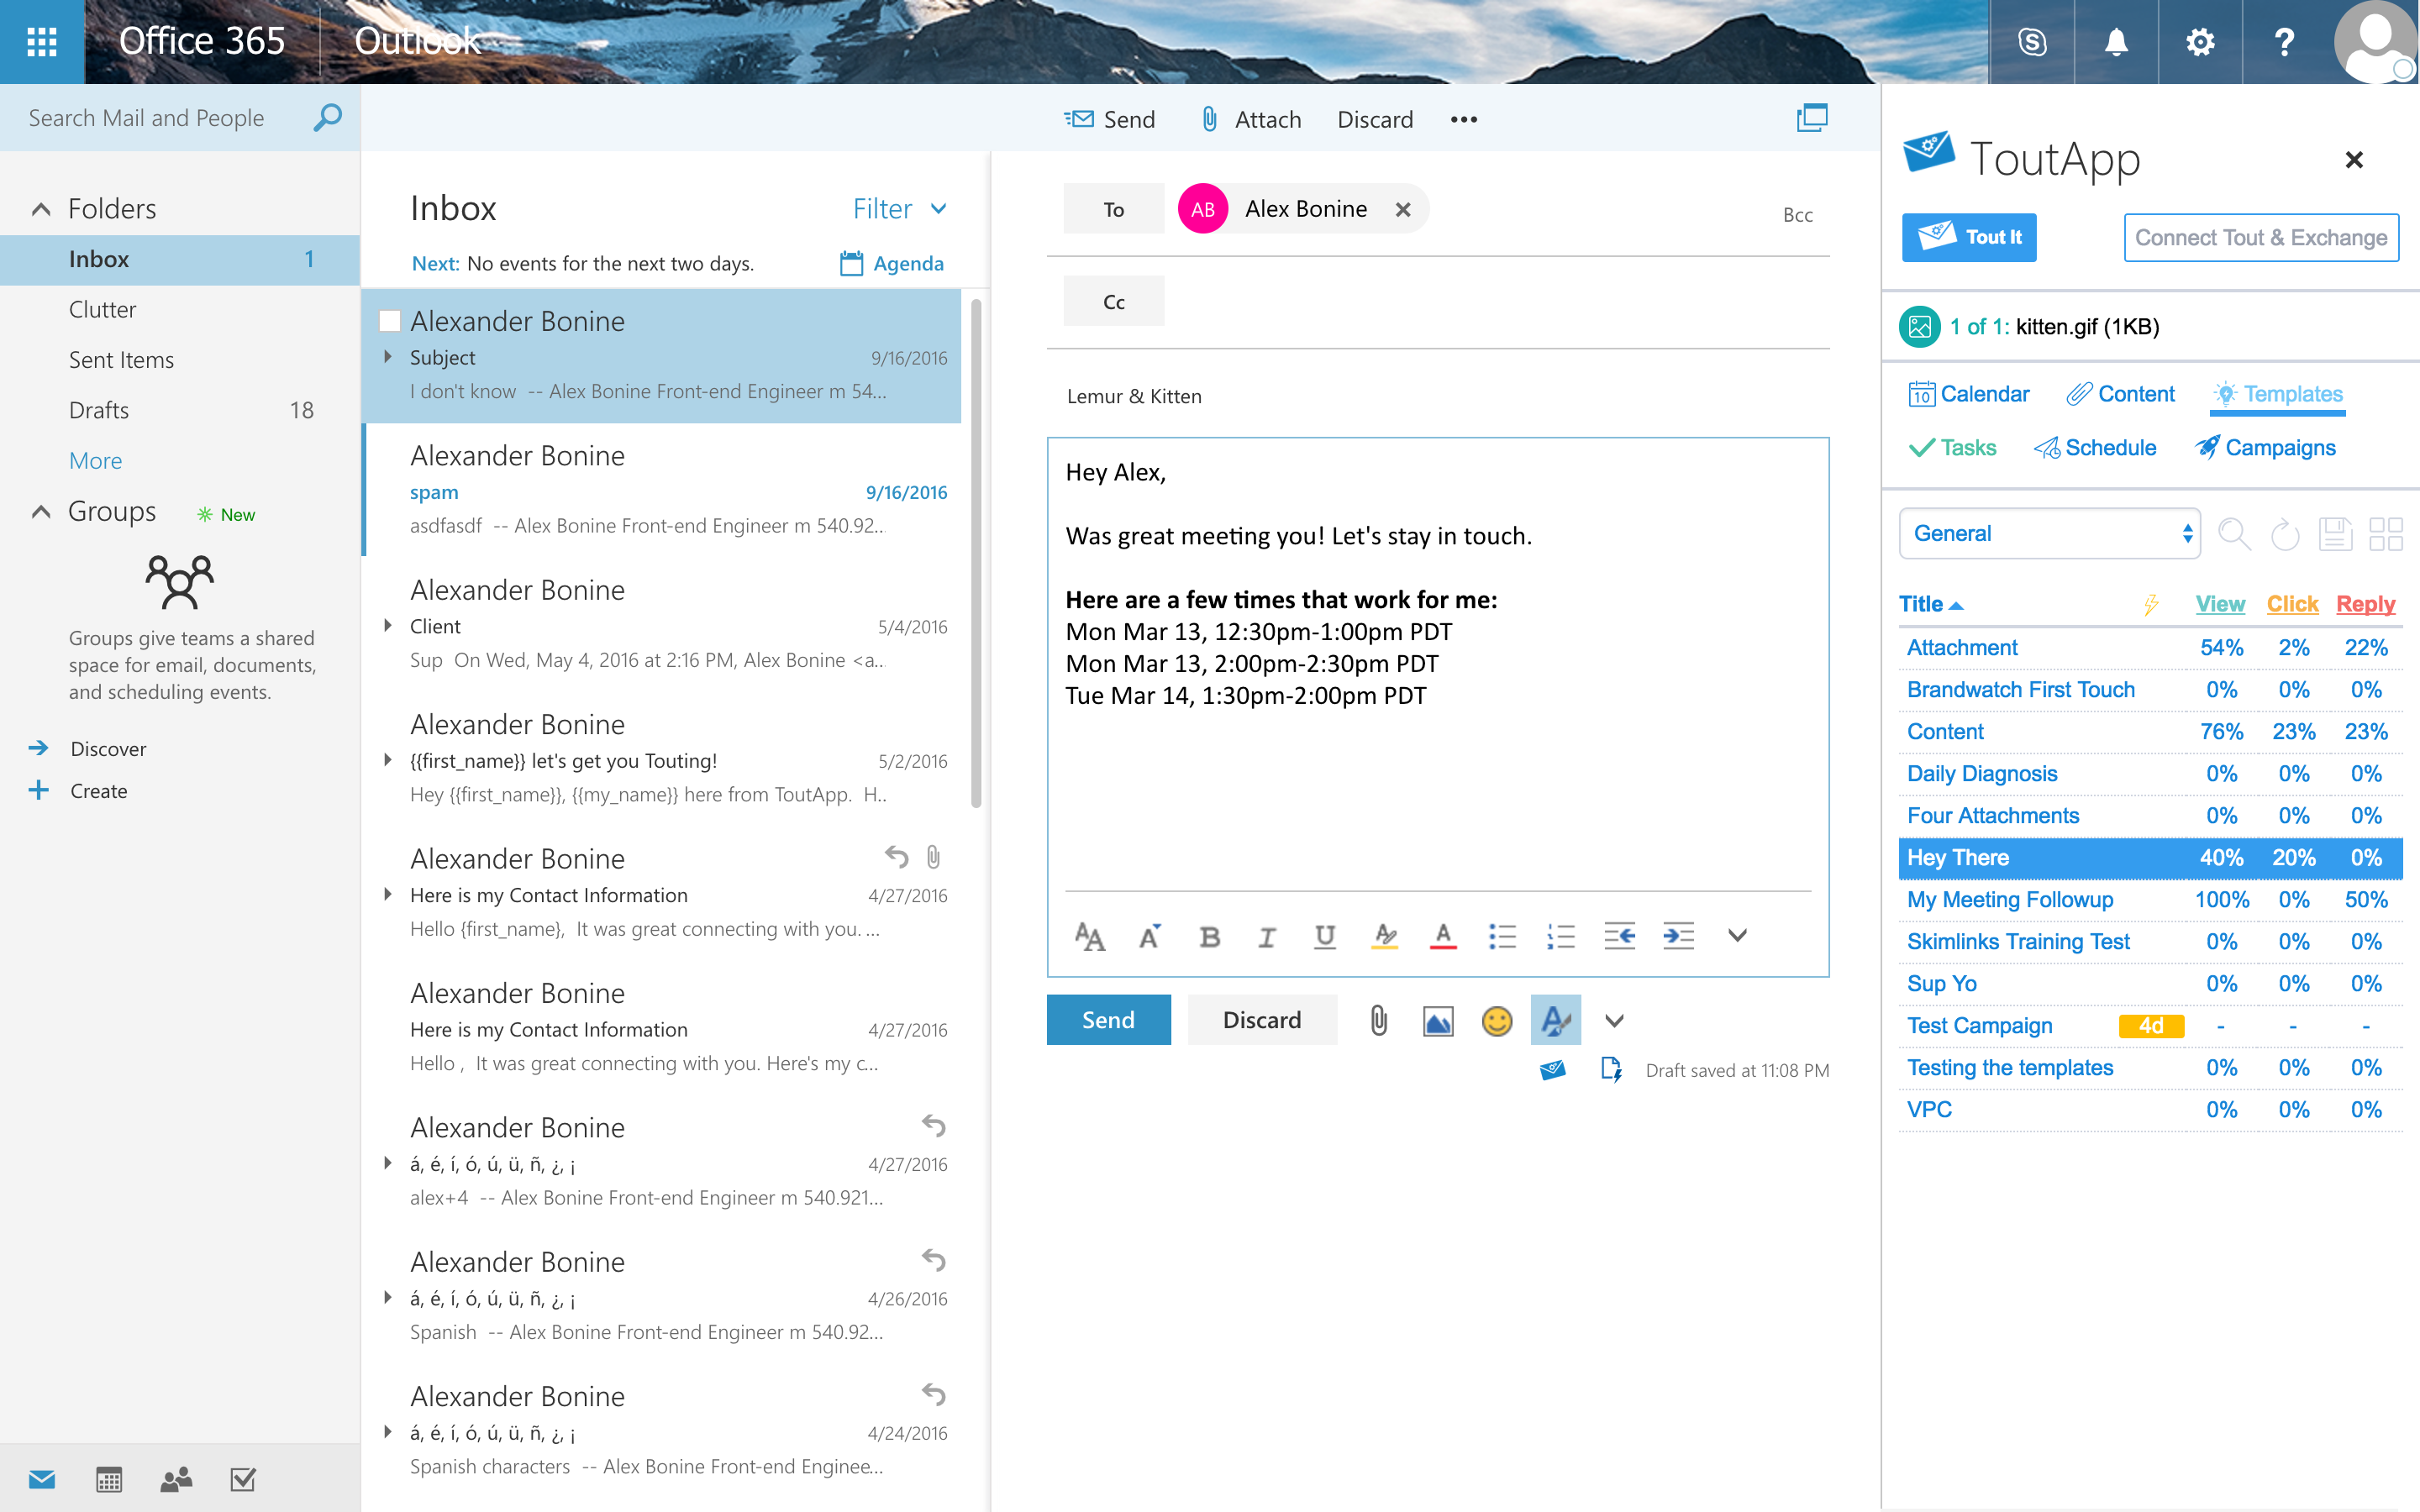 Office 365
Outlook
Search Mail and People
Send
Attach
Discard
•••
Folders
Inbox 1
Clutter
Sent Items
Drafts 18
More
Groups New
Groups give teams a shared
space for email, documents,
and scheduling events.
Discover
Create
Inbox
Filter
Next: No events for the next two days.
Agenda
Alexander Bonine
Subject 9/16/2016
I don't know -- Alex Bonine Front-end Engineer m 54...
Alexander Bonine
spam 9/16/2016
asdfasdf -- Alex Bonine Front-end Engineer m 540.92..
Alexander Bonine
Client 5/4/2016
Sup On Wed, May 4, 2016 at 2:16 PM, Alex Bonine <a..
Alexander Bonine
{{first_name}} let's get you Touting! 5/2/2016
Hey {{first_name}}, {{my_name}} here from ToutApp. H..
Alexander Bonine
Here is my Contact Information 4/27/2016
Hello {first_name}, It was great connecting with you. ...
Alexander Bonine
Here is my Contact Information 4/27/2016
Hello , It was great connecting with you. Here's my c...
Alexander Bonine
á, é, í, ó, ú, ü, ñ, ¿, ¡ 4/27/2016
alex+4 -- Alex Bonine Front-end Engineer m 540.921...
Alexander Bonine
á, é, í, ó, ú, ü, ñ, ¿, ¡ 4/26/2016
Spanish -- Alex Bonine Front-end Engineer m 540.92...
Alexander Bonine
á, é, í, ó, ú, ü, ñ, ¿, ¡ 4/24/2016
Spanish characters -- Alex Bonine Front-end Enginee...
To AB Alex Bonine
Bcc
Cc
Lemur & Kitten
Hey Alex,
Was great meeting you! Let's stay in touch.
Here are a few times that work for me:
Mon Mar 13, 12:30pm-1:00pm PDT
Mon Mar 13, 2:00pm-2:30pm PDT
Tue Mar 14, 1:30pm-2:00pm PDT
Send
Discard
Draft saved at 11:08 PM
ToutApp
Tout It
Connect Tout & Exchange
1 of 1: kitten.gif (1KB)
10 Calendar
Content
Templates
Tasks
Schedule
Campaigns
General
Title View Click Reply
Attachment 54% 2% 22%
Brandwatch First Touch 0% 0% 0%
Content 76% 23% 23%
Daily Diagnosis 0% 0% 0%
Four Attachments 0% 0% 0%
Hey There 40% 20% 0%
My Meeting Followup 100% 0% 50%
Skimlinks Training Test 0% 0% 0%
Sup Yo 0% 0% 0%
Test Campaign 4d - - -
Testing the templates 0% 0% 0%
VPC 0% 0% 0%